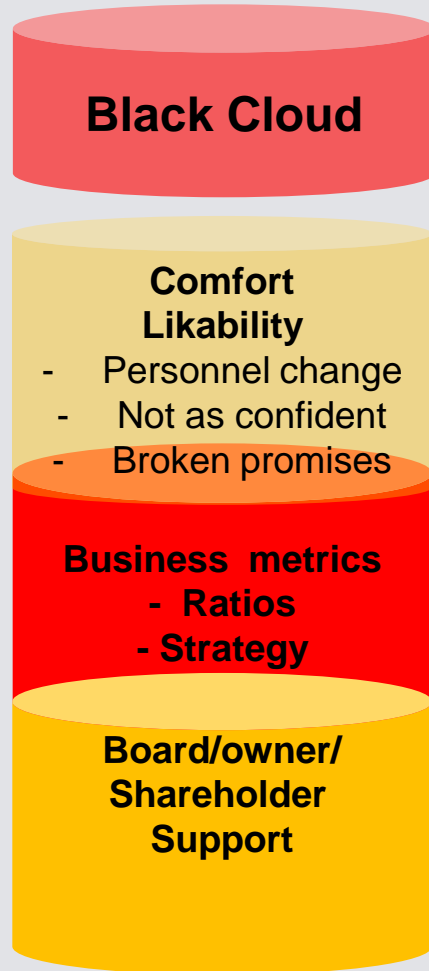 Black Cloud
Comfort
Likability
- Personnel change
- Not as confident
- Broken promises
Business metrics
- Ratios
- Strategy
Board/owner/
Shareholder
Support